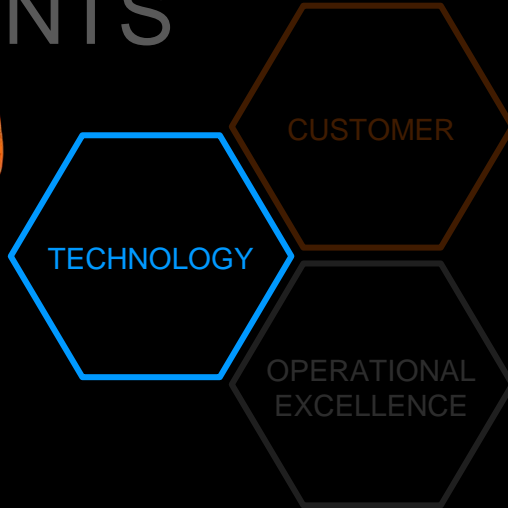 NTS
CUSTOMER
TECHNOLOGY
OPERATIONAL
EXCELLENCE